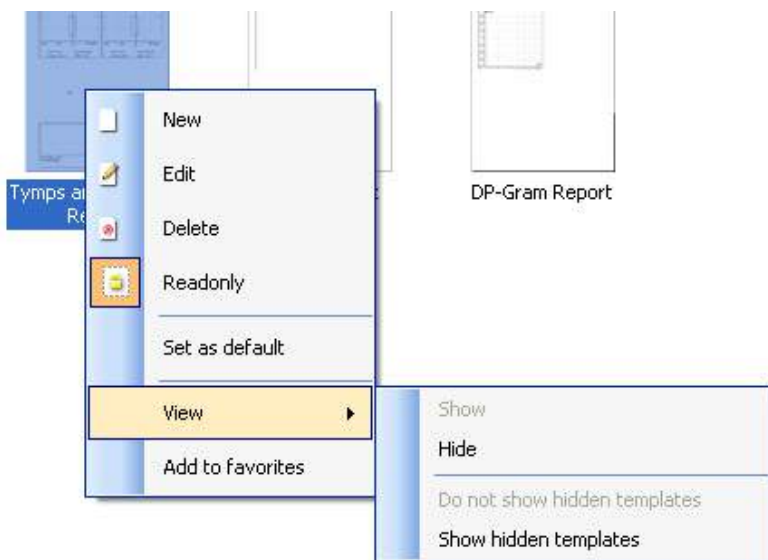 New
Edit
Delete
Readonly
Set as default
View
Add to favorites
Show
Hide
Do not show hidden templates
Show hidden templates
Tymps
DP-Gram Report